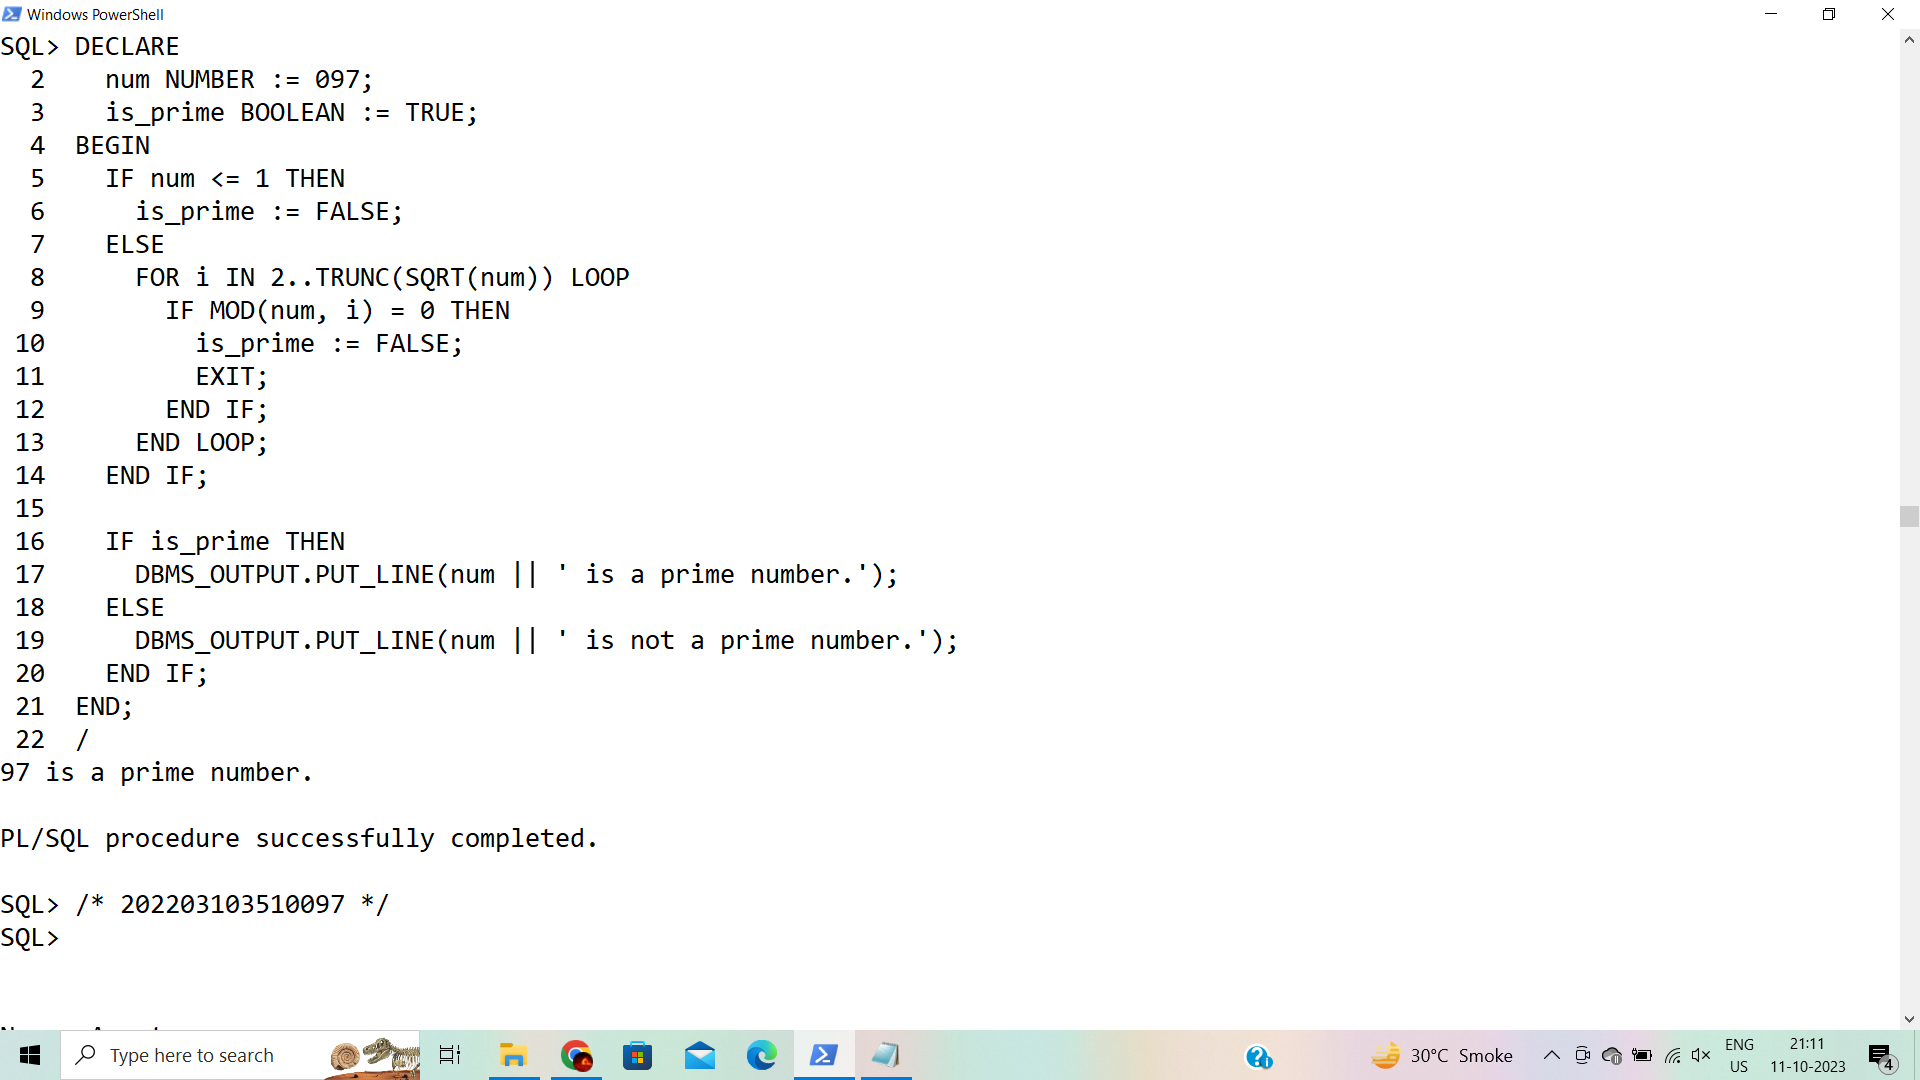 Windows PowerShell
SQL> DECLARE
  2    num NUMBER := 097;
  3    is_prime BOOLEAN := TRUE;
  4  BEGIN
  5    IF num <= 1 THEN
  6      is_prime := FALSE;
  7    ELSE
  8      FOR i IN 2..TRUNC(SQRT(num)) LOOP
  9        IF MOD(num, i) = 0 THEN
 10          is_prime := FALSE;
 11          EXIT;
 12        END IF;
 13      END LOOP;
 14    END IF;
 15
 16    IF is_prime THEN
 17      DBMS_OUTPUT.PUT_LINE(num || ' is a prime number.');
 18    ELSE
 19      DBMS_OUTPUT.PUT_LINE(num || ' is not a prime number.');
 20    END IF;
 21  END;
 22  /
97 is a prime number.
PL/SQL procedure successfully completed.
SQL> /* 202203103510097 */
SQL>
Type here to search
30°C Smoke
ENG
US
21:11
11-10-2023
4